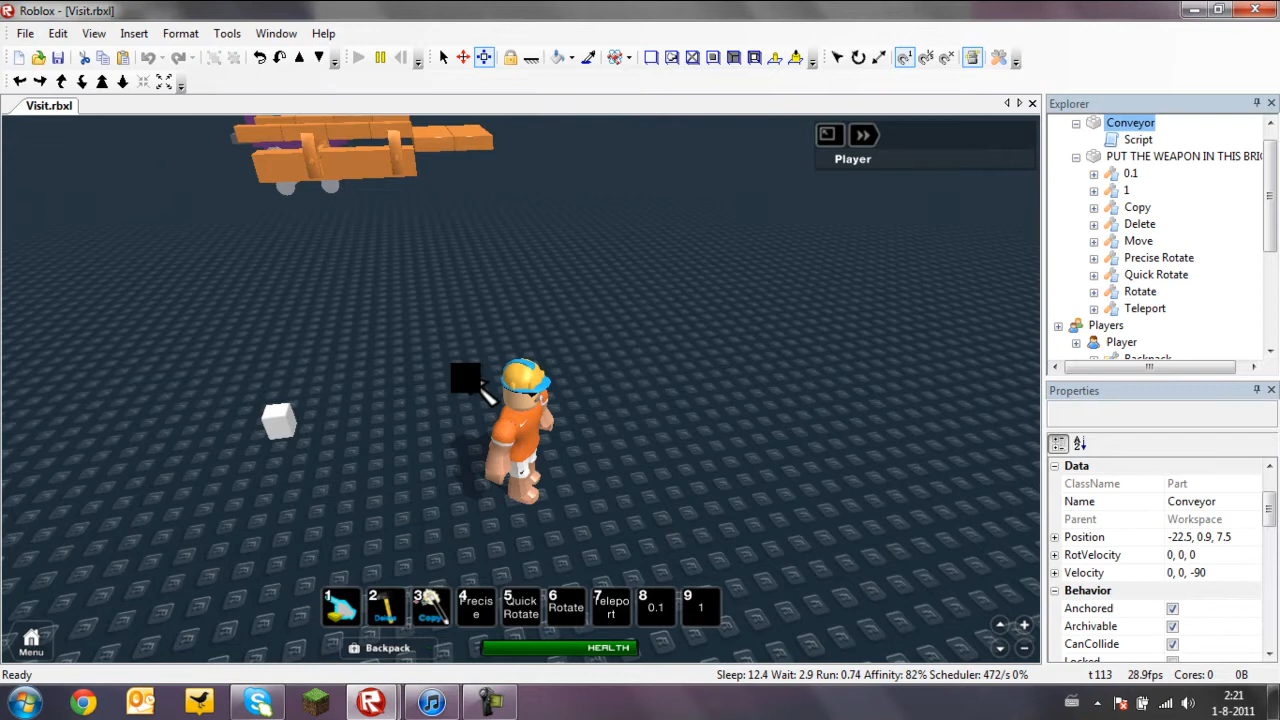 Roblox - [Visit.rbxl]
File Edit View Insert Format Tools Window Help
Visit.rbxl
Player
Explorer
Conveyor
Script
PUT THE WEAPON IN THIS BRI
0.1
1
Copy
Delete
Move
Precise Rotate
Quick Rotate
Rotate
Teleport
Players
Player
Backpack
Properties
Data
ClassName Part
Name Conveyor
Parent Workspace
Position -22.5, 0.9, 7.5
RotVelocity 0, 0, 0
Velocity 0, 0, -90
Behavior
Anchored
Archivable
CanCollide
Locked
1 2 3 4 5 6 7 8 9
Delete Copy Precis e Quick Rotate Rotate Telepo rt 0.1 1
Menu
Backpack
HEALTH
Ready
Sleep: 12.4 Wait: 2.9 Run: 0.74 Affinity: 82% Scheduler: 472/s 0%
t 113 28.9fps Cores: 0 0B
2:21
1-8-2011